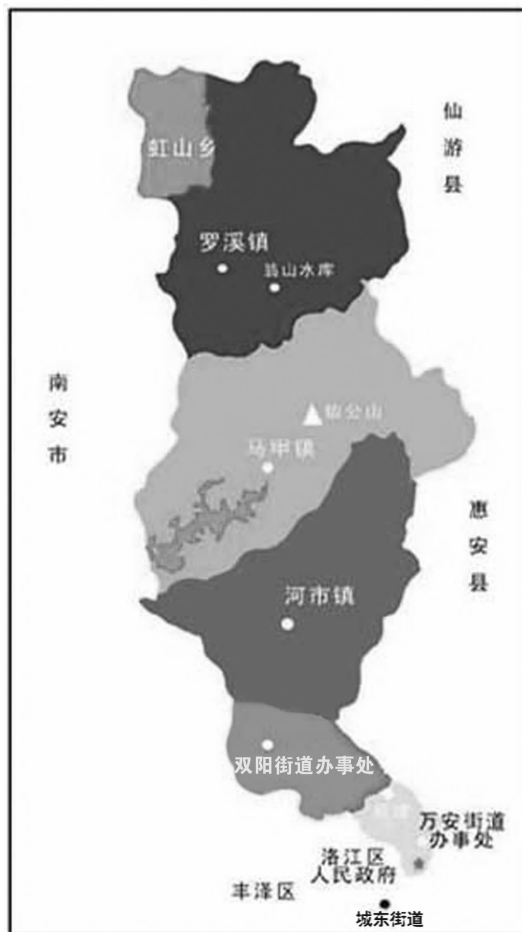 仙
游
县
虹山乡
罗溪镇
翁山水库
南
安
市
仙公山
马甲镇
惠
安
县
河市镇
双阳街道办事处
万安街道
办事处
洛江区
人民政府
丰泽区
城东街道